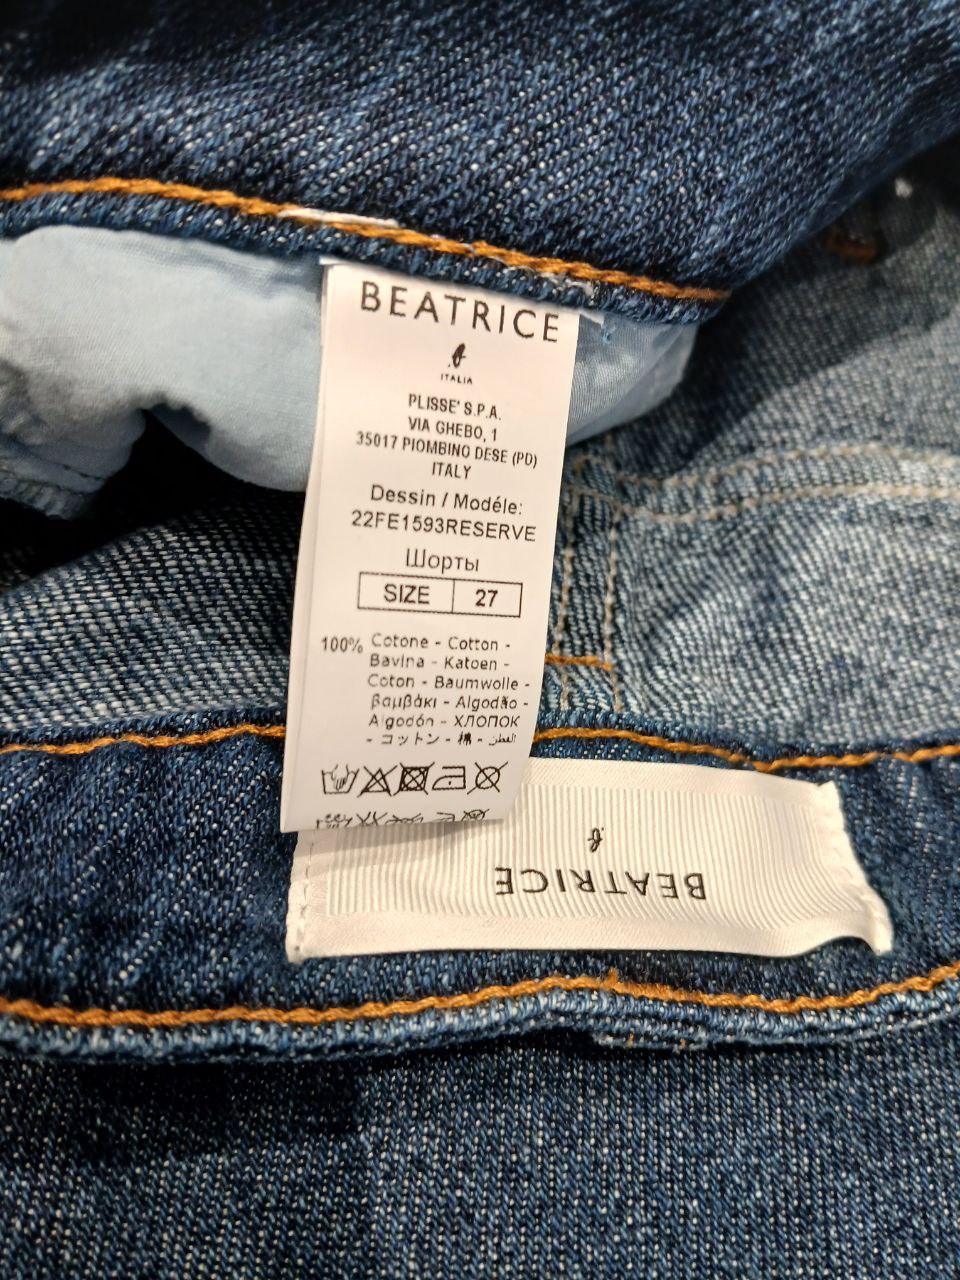 BEATRICE
.b
ITALIA
PLISSE' S.P.A.
VIA GHEBO, 1
35017 PIOMBINO DESE (PD)
ITALY
Dessin / Modéle:
22FE1593RESERVE
Шорты
SIZE 27
100% Cotone - Cotton -
Bavlna - Katoen -
Coton - Baumwolle -
βαμβάκι - Algodão -
Algodón - ХЛОПОК
- コットン - 棉 - القطن
.b
BEATRICE